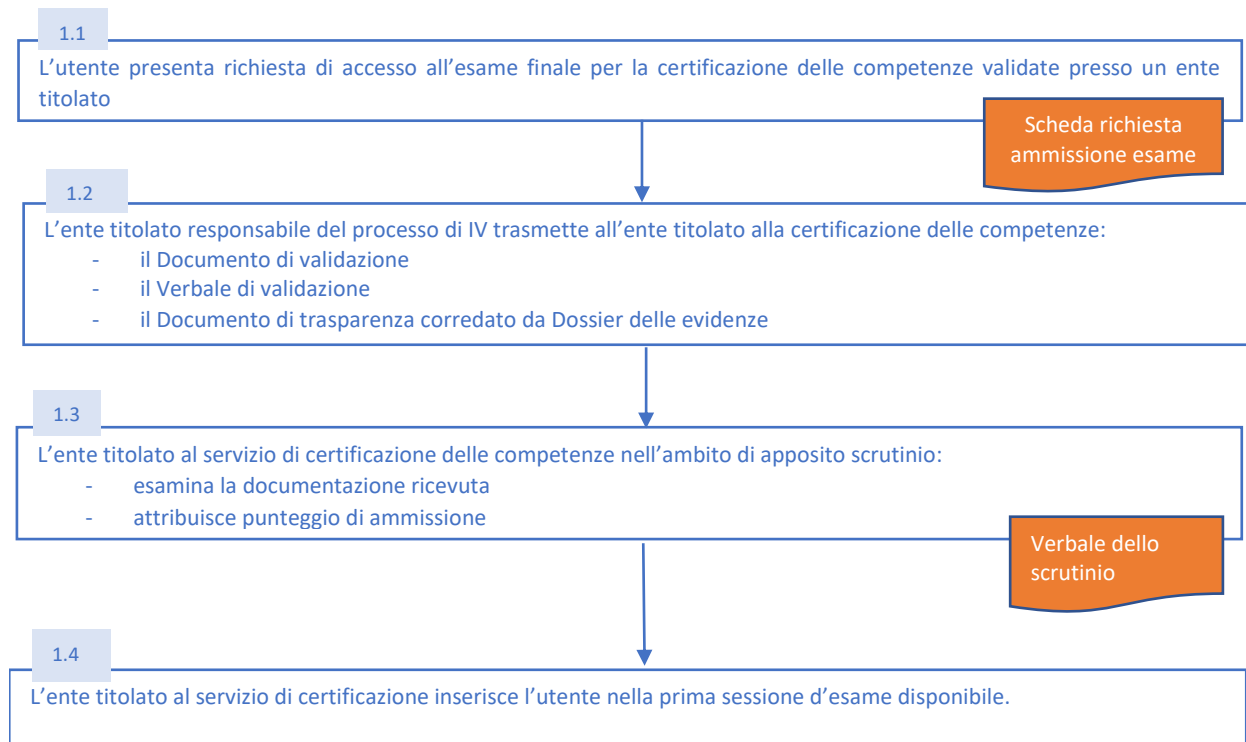 1.1
L’utente presenta richiesta di accesso all’esame finale per la certificazione delle competenze validate presso un ente
titolato
Scheda richiesta
ammissione esame
1.2
L’ente titolato responsabile del processo di IV trasmette all’ente titolato alla certificazione delle competenze:
- il Documento di validazione
- il Verbale di validazione
- il Documento di trasparenza corredato da Dossier delle evidenze
1.3
L’ente titolato al servizio di certificazione delle competenze nell’ambito di apposito scrutinio:
- esamina la documentazione ricevuta
- attribuisce punteggio di ammissione
Verbale dello
scrutinio
1.4
L’ente titolato al servizio di certificazione inserisce l’utente nella prima sessione d’esame disponibile.